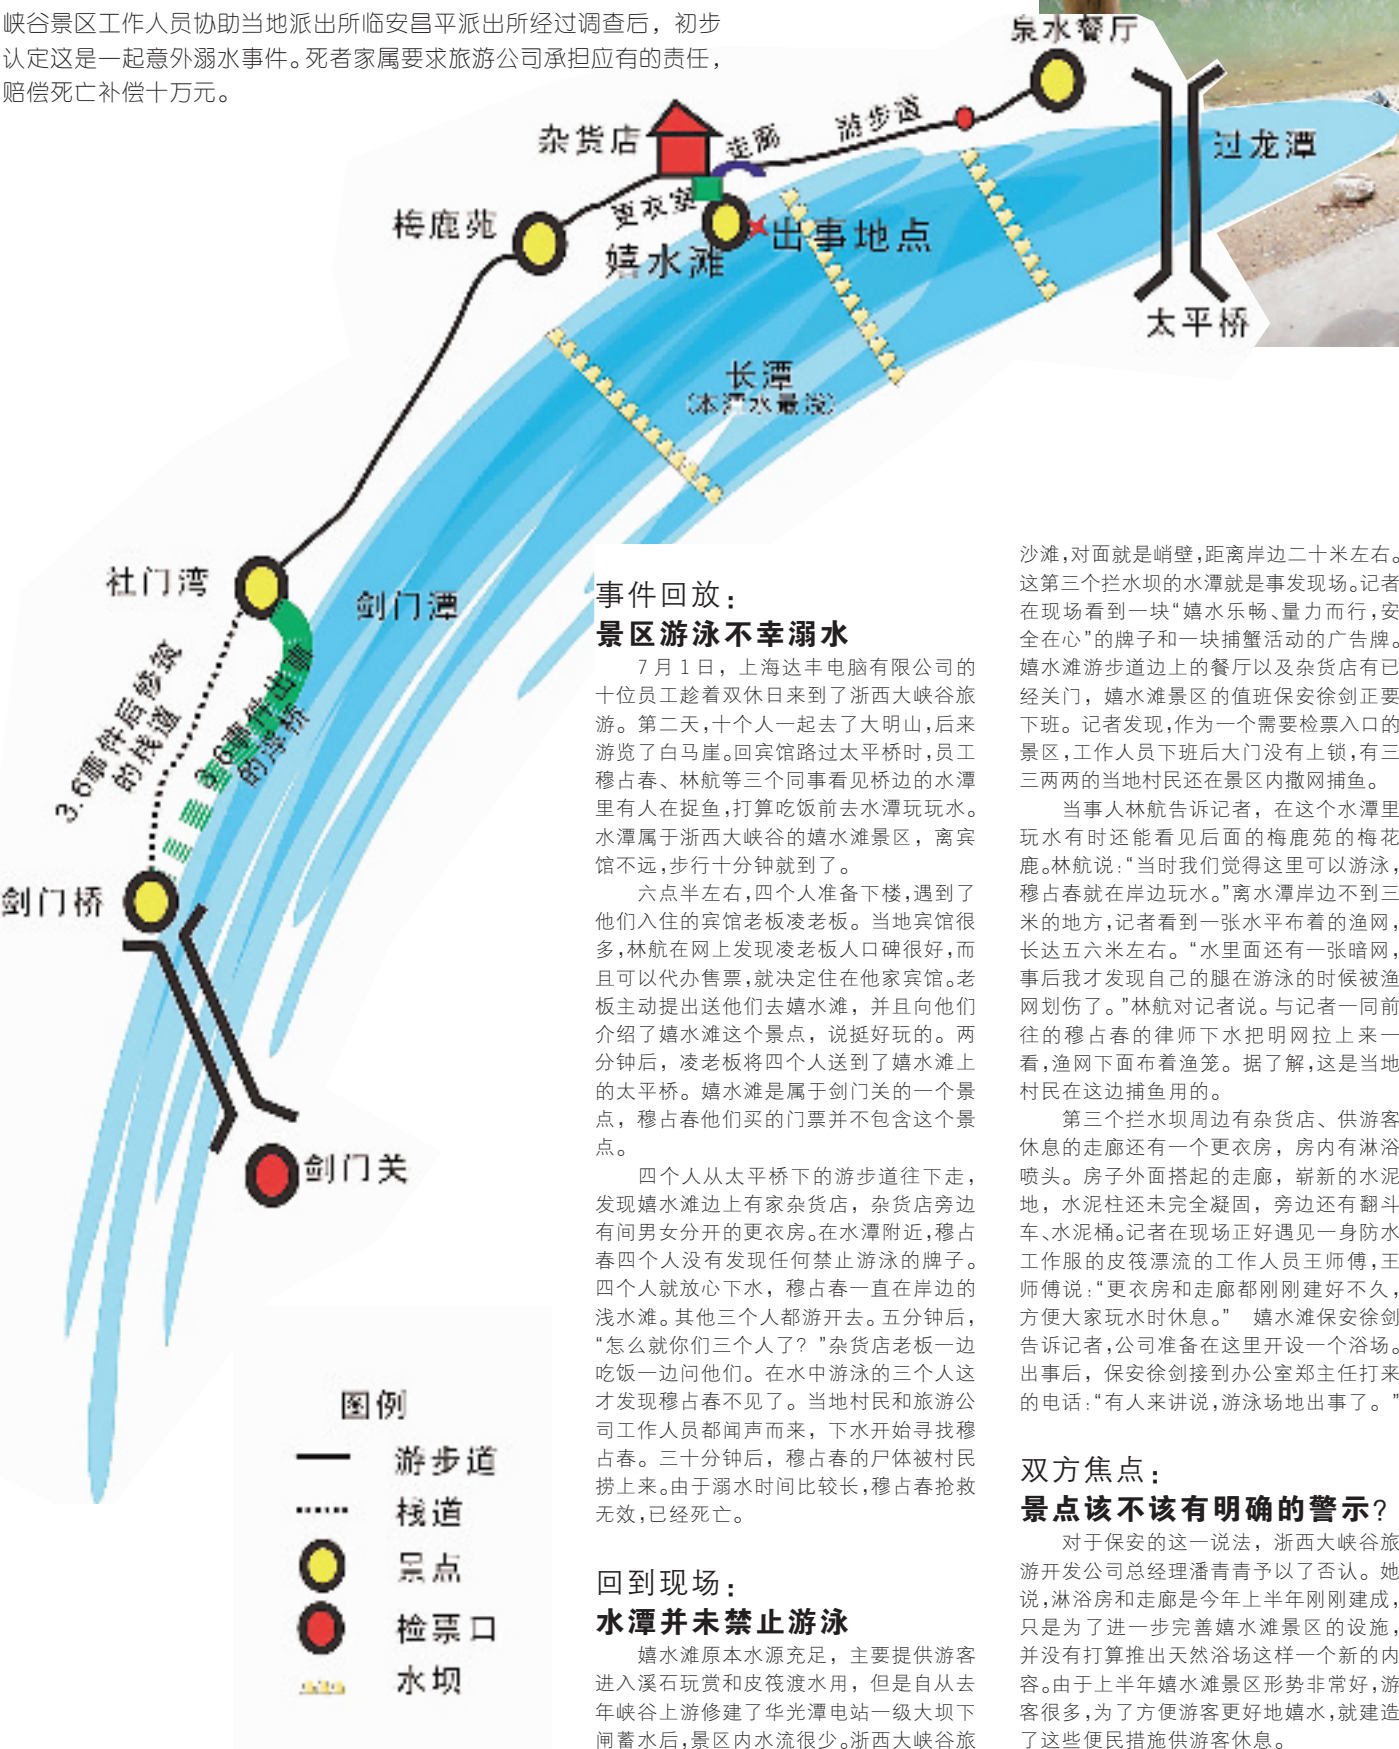 峡谷景区工作人员协助当地派出所临安昌平派出所经过调查后，初步
认定这是一起意外溺水事件。死者家属要求旅游公司承担应有的责任，
赔偿死亡补偿十万元。
泉水餐厅
过龙潭
太平桥
游步道
走廊
杂货店
更衣室
梅鹿苑
嬉水滩
出事地点
长潭
(本潭水最浅)
社门湾
剑门潭
3.6事件后修筑
的栈道
3.6事件出事
的浮桥
剑门桥
剑门关
图例
游步道
栈道
景点
检票口
水坝
事件回放：
景区游泳不幸溺水
7月1日，上海达丰电脑有限公司的
十位员工趁着双休日来到了浙西大峡谷旅
游。第二天，十个人一起去了大明山，后来
游览了白马崖。回宾馆路过太平桥时，员工
穆占春、林航等三个同事看见桥边的水潭
里有人在捉鱼，打算吃饭前去水潭玩玩水。
水潭属于浙西大峡谷的嬉水滩景区，离宾
馆不远，步行十分钟就到了。
六点半左右，四个人准备下楼，遇到了
他们入住的宾馆老板凌老板。当地宾馆很
多，林航在网上发现凌老板人口碑很好，而
且可以代办售票，就决定住在他家宾馆。老
板主动提出送他们去嬉水滩，并且向他们
介绍了嬉水滩这个景点，说挺好玩的。两
分钟后，凌老板将四个人送到了嬉水滩上
的太平桥。嬉水滩是属于剑门关的一个景
点，穆占春他们买的门票并不包含这个景
点。
四个人从太平桥下的游步道往下走，
发现嬉水滩边上有家杂货店，杂货店旁边
有间男女分开的更衣房。在水潭附近，穆占
春四个人没有发现任何禁止游泳的牌子。
四个人就放心下水，穆占春一直在岸边的
浅水滩。其他三个人都游开去。五分钟后，
“怎么就你们三个人了？”杂货店老板一边
吃饭一边问他们。在水中游泳的三个人这
才发现穆占春不见了。当地村民和旅游公
司工作人员都闻声而来，下水开始寻找穆
占春。三十分钟后，穆占春的尸体被村民
捞上来。由于溺水时间比较长，穆占春抢救
无效，已经死亡。
回到现场：
水潭并未禁止游泳
嬉水滩原本水源充足，主要提供游客
进入溪石玩赏和皮筏渡水用，但是自从去
年峡谷上游修建了华光潭电站一级大坝下
闸蓄水后，景区内水流很少。浙西大峡谷旅
沙滩，对面就是峭壁，距离岸边二十米左右。
这第三个拦水坝的水潭就是事发现场。记者
在现场看到一块“嬉水乐畅、量力而行，安
全在心”的牌子和一块捕蟹活动的广告牌。
嬉水滩游步道边上的餐厅以及杂货店有已
经关门，嬉水滩景区的值班保安徐剑正要
下班。记者发现，作为一个需要检票入口的
景区，工作人员下班后大门没有上锁，有三
三两两的当地村民还在景区内撒网捕鱼。
当事人林航告诉记者，在这个水潭里
玩水有时还能看见后面的梅鹿苑的梅花
鹿。林航说：“当时我们觉得这里可以游泳，
穆占春就在岸边玩水。”离水潭岸边不到三
米的地方，记者看到一张水平布着的渔网，
长达五六米左右。“水里面还有一张暗网，
事后我才发现自己的腿在游泳的时候被渔
网划伤了。”林航对记者说。与记者一同前
往的穆占春的律师下水把明网拉上来一
看，渔网下面布着渔笼。据了解，这是当地
村民在这边捕鱼用的。
第三个拦水坝周边有杂货店、供游客
休息的走廊还有一个更衣房，房内有淋浴
喷头。房子外面搭起的走廊，崭新的水泥
地，水泥柱还未完全凝固，旁边还有翻斗
车、水泥桶。记者在现场正好遇见一身防水
工作服的皮筏漂流的工作人员王师傅，王
师傅说：“更衣房和走廊都刚刚建好不久，
方便大家玩水时休息。” 嬉水滩保安徐剑
告诉记者，公司准备在这里开设一个浴场。
出事后，保安徐剑接到办公室郑主任打来
的电话：“有人来讲说，游泳场地出事了。”
双方焦点：
景点该不该有明确的警示？
对于保安的这一说法，浙西大峡谷旅
游开发公司总经理潘青青予以了否认。她
说，淋浴房和走廊是今年上半年刚刚建成，
只是为了进一步完善嬉水滩景区的设施，
并没有打算推出天然浴场这样一个新的内
容。由于上半年嬉水滩景区形势非常好，游
客很多，为了方便游客更好地嬉水，就建造
了这些便民措施供游客休息。